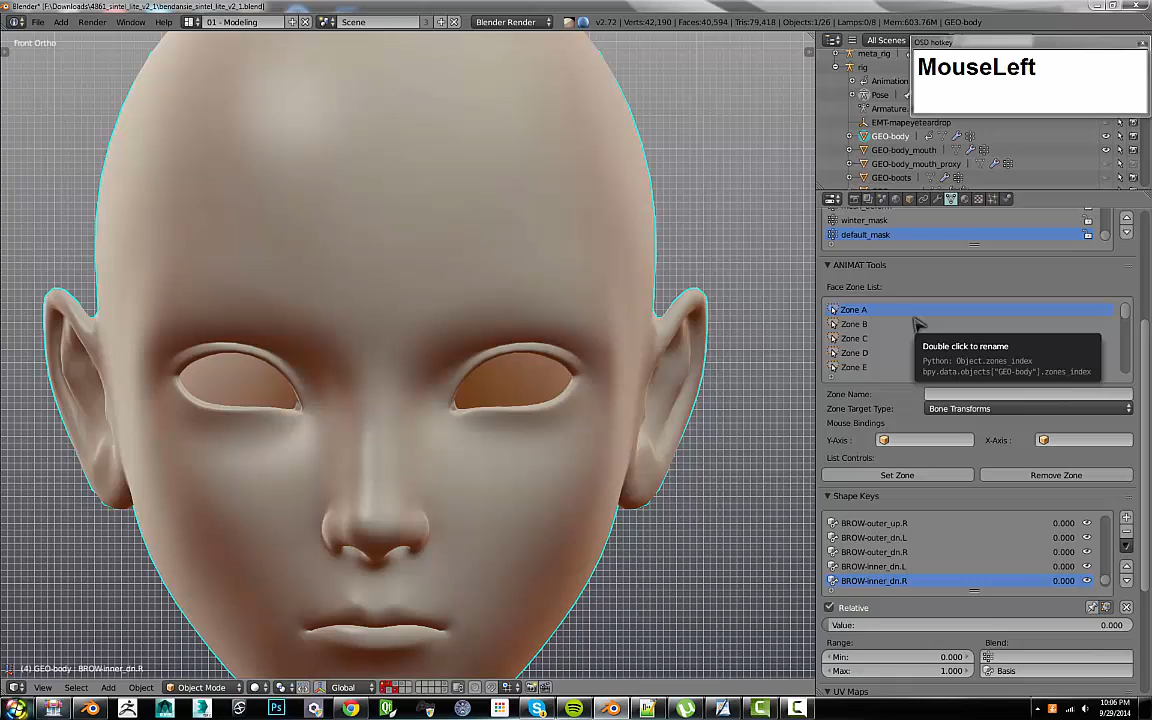 Blender* [F:\Downloads\4861_sintel_lite_v2_1\bendansie_sintel_lite_v2_1.blend]
File Render Window Help 01 - Modeling Scene 3 Blender Render v2.72 | Verts:42,190 | Faces:40,594 | Tris:79,418 | Objects:1/26 | Lamps:0/8 | Mem:603.76M | GEO-body
Front Ortho
All Scenes
OSD hotkey
MouseLeft
meta_rig
rig
Animation
Pose
Armature.
EMT-mapeyeteardrop
GEO-body
GEO-body_mouth
GEO-body_mouth_proxy
GEO-boots
winter_mask
default_mask
ANIMAT Tools
Face Zone List:
Zone A
Zone B
Zone C
Zone D
Zone E
Double click to rename
Python: Object.zones_index
bpy.data.objects["GEO-body"].zones_index
Zone Name:
Zone Target Type: Bone Transforms
Mouse Bindings
Y-Axis : X-Axis :
List Controls:
Set Zone Remove Zone
Shape Keys
BROW-outer_up.R 0.000
BROW-outer_dn.L 0.000
BROW-outer_dn.R 0.000
BROW-inner_dn.L 0.000
BROW-inner_dn.R 0.000
Relative
Value: 0.000
Range: Blend:
Min: 0.000
Max: 1.000 Basis
UV Maps
(4) GEO-body : BROW-inner_dn.R
View Select Add Object Object Mode Global
10:06 PM
9/29/2014